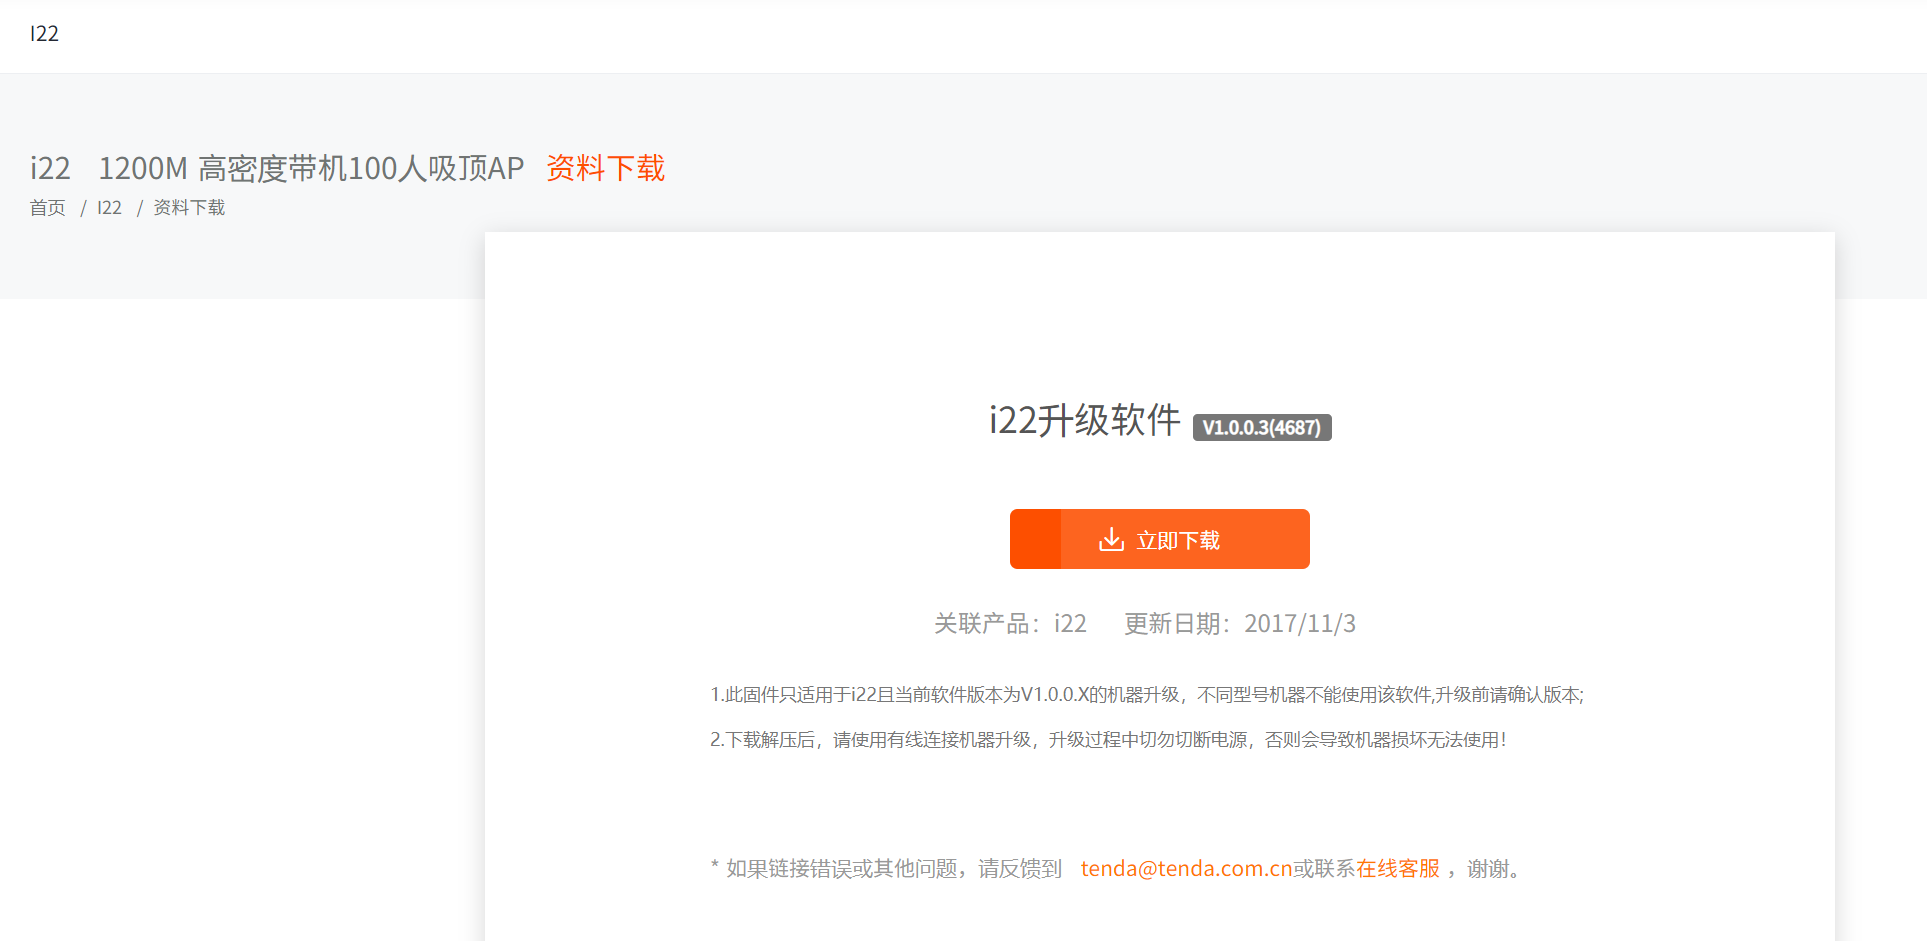 I22
i22 1200M 高密度带机100人吸顶AP 资料下载
首页 / I22 / 资料下载
i22升级软件 V1.0.0.3(4687)
立即下载
关联产品：i22 更新日期：2017/11/3
1.此固件只适用于i22且当前软件版本为V1.0.0.X的机器升级，不同型号机器不能使用该软件,升级前请确认版本;
2.下载解压后，请使用有线连接机器升级，升级过程中切勿切断电源，否则会导致机器损坏无法使用！
* 如果链接错误或其他问题，请反馈到 tenda@tenda.com.cn或联系在线客服 ，谢谢。